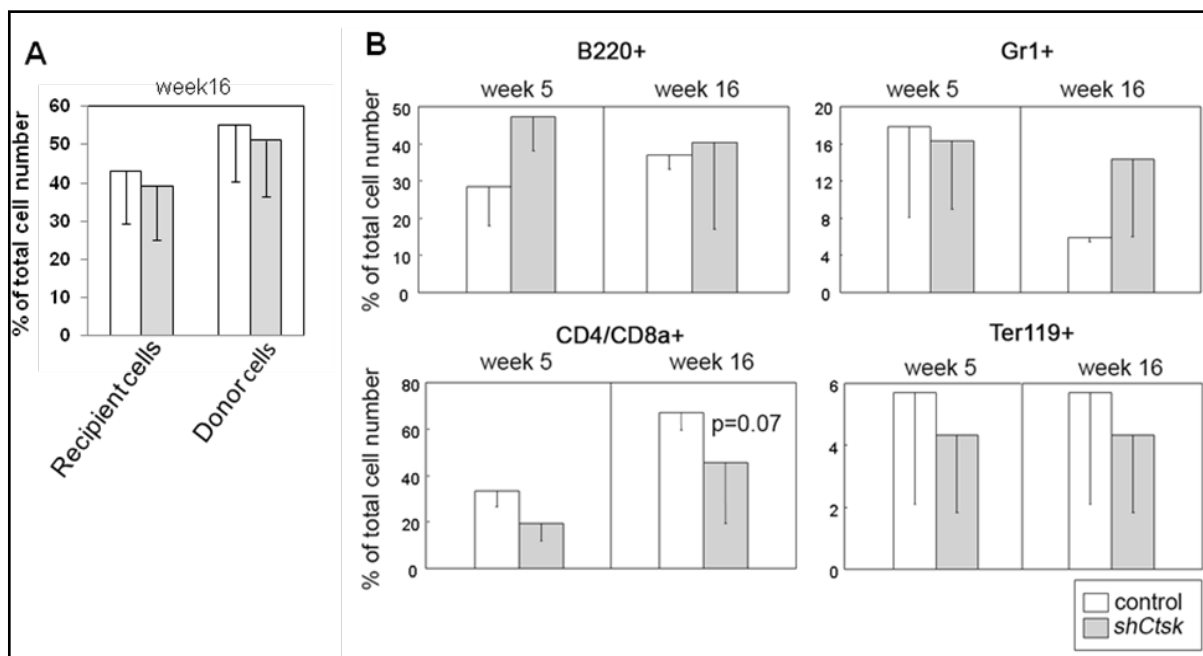 A
week16
% of total cell number
60
50
40
30
20
10
0
Recipient cells
Donor cells
B
B220+
week 5
week 16
% of total cell number
50
40
30
20
10
0
Gr1+
week 5
week 16
20
16
12
8
4
0
CD4/CD8a+
week 5
week 16
% of total cell number
80
60
40
20
0
p=0.07
Ter119+
week 5
week 16
6
4
2
0
control
shCtsk